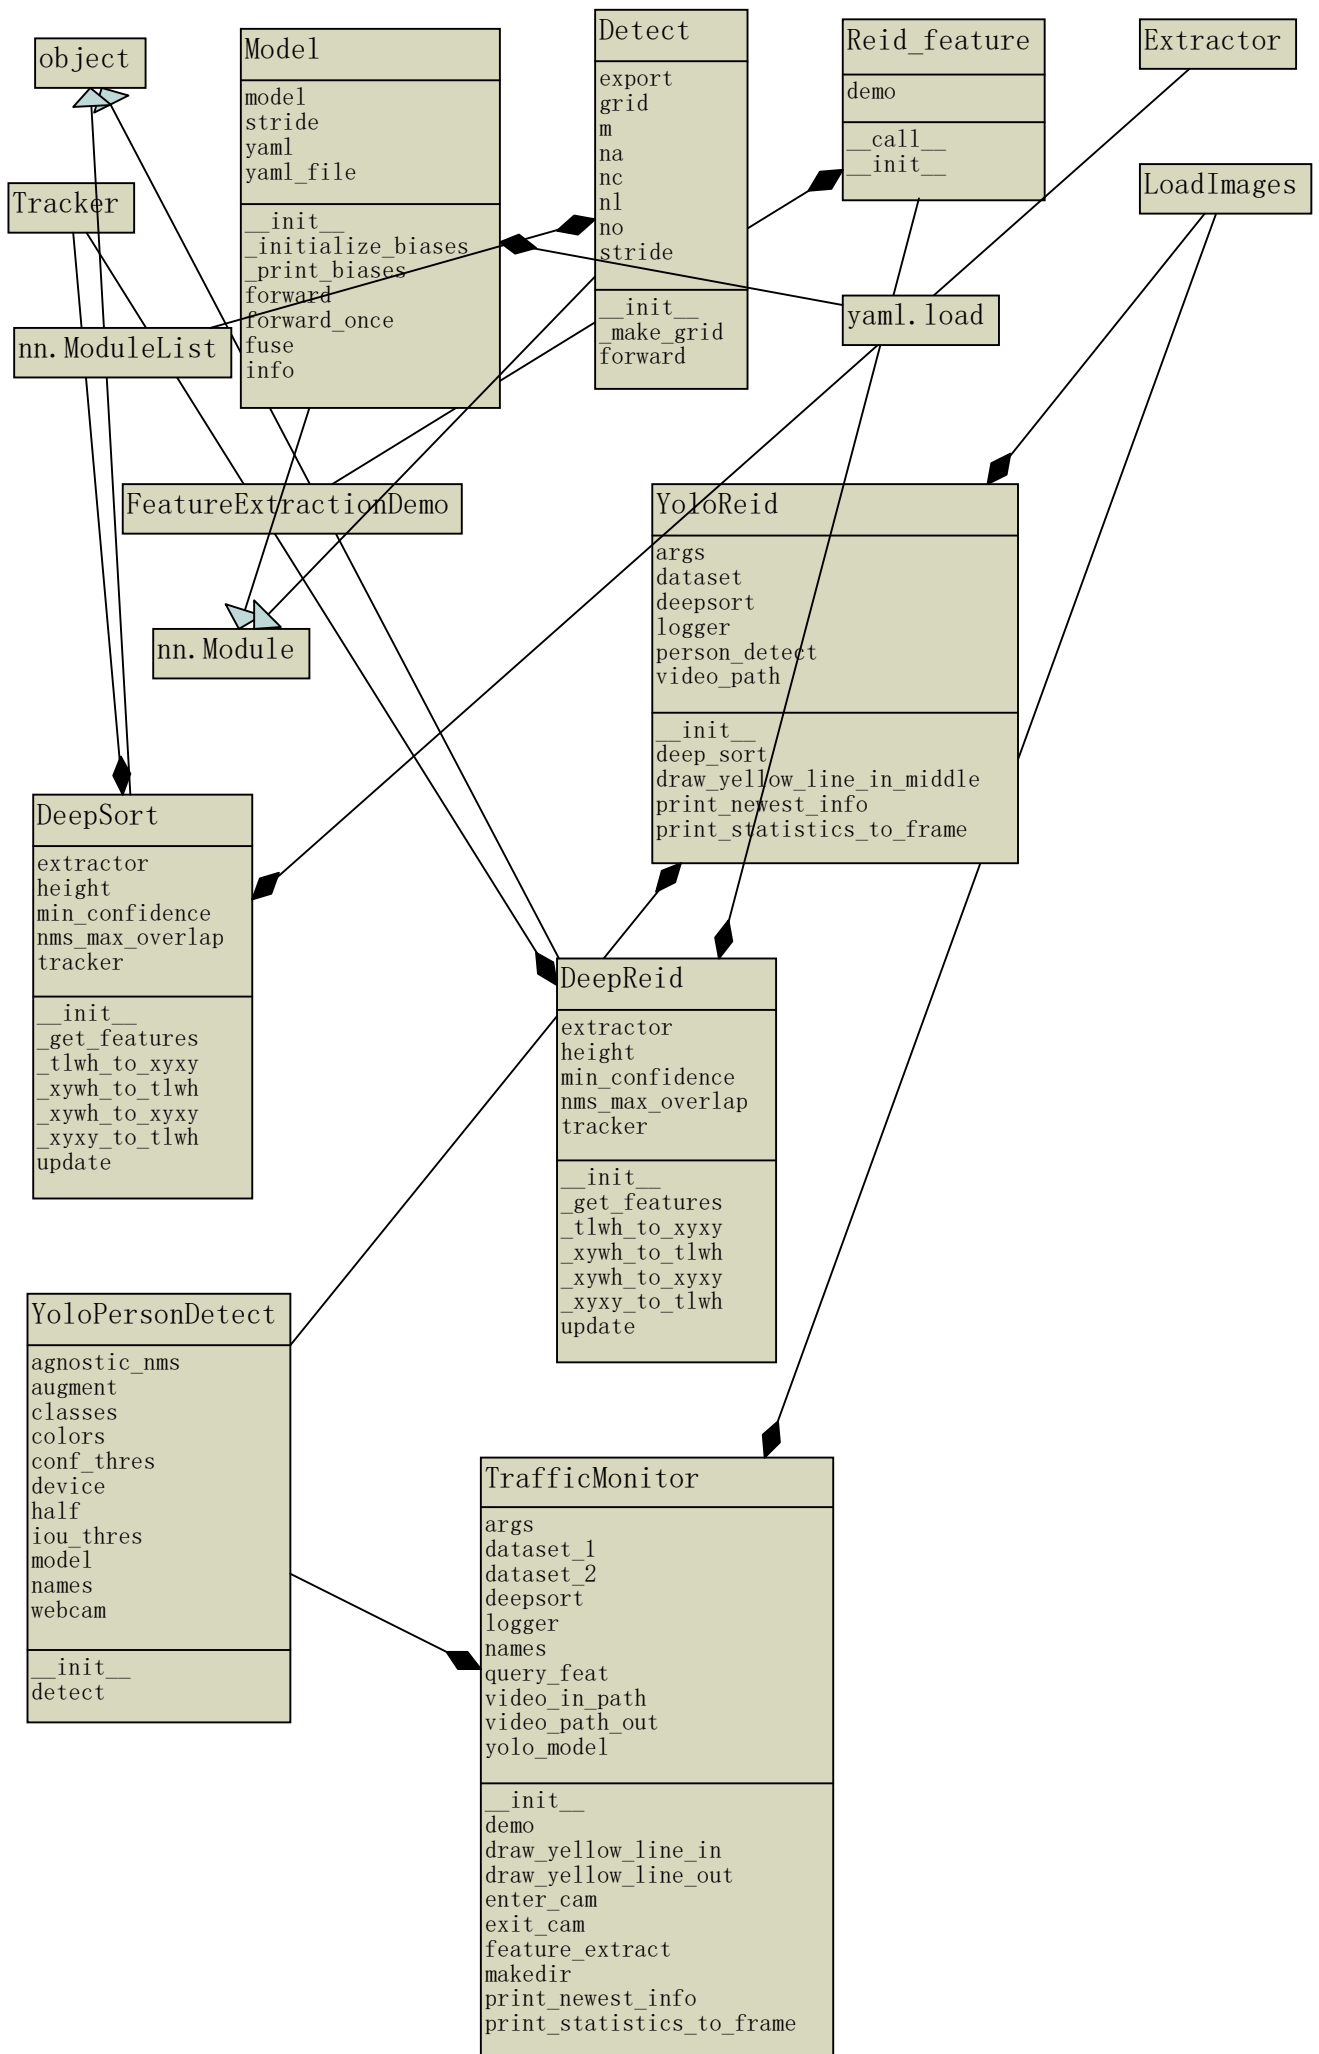 object
Model
model
stride
yaml
yaml_file
__init__
_initialize_biases
_print_biases
forward
forward_once
fuse
info
Detect
export
grid
m
na
nc
nl
no
stride
__init__
_make_grid
forward
Reid_feature
demo
__call__
__init__
Extractor
Tracker
LoadImages
nn.ModuleList
yaml.load
FeatureExtractionDemo
nn.Module
YoloReid
args
dataset
deepsort
logger
person_detect
video_path
__init__
deep_sort
draw_yellow_line_in_middle
print_newest_info
print_statistics_to_frame
DeepSort
extractor
height
min_confidence
nms_max_overlap
tracker
__init__
_get_features
_tlwh_to_xyxy
_xywh_to_tlwh
_xywh_to_xyxy
_xyxy_to_tlwh
update
DeepReid
extractor
height
min_confidence
nms_max_overlap
tracker
__init__
_get_features
_tlwh_to_xyxy
_xywh_to_tlwh
_xywh_to_xyxy
_xyxy_to_tlwh
update
YoloPersonDetect
agnostic_nms
augment
classes
colors
conf_thres
device
half
iou_thres
model
names
webcam
__init__
detect
TrafficMonitor
args
dataset_1
dataset_2
deepsort
logger
names
query_feat
video_in_path
video_path_out
yolo_model
__init__
demo
draw_yellow_line_in
draw_yellow_line_out
enter_cam
exit_cam
feature_extract
makedir
print_newest_info
print_statistics_to_frame